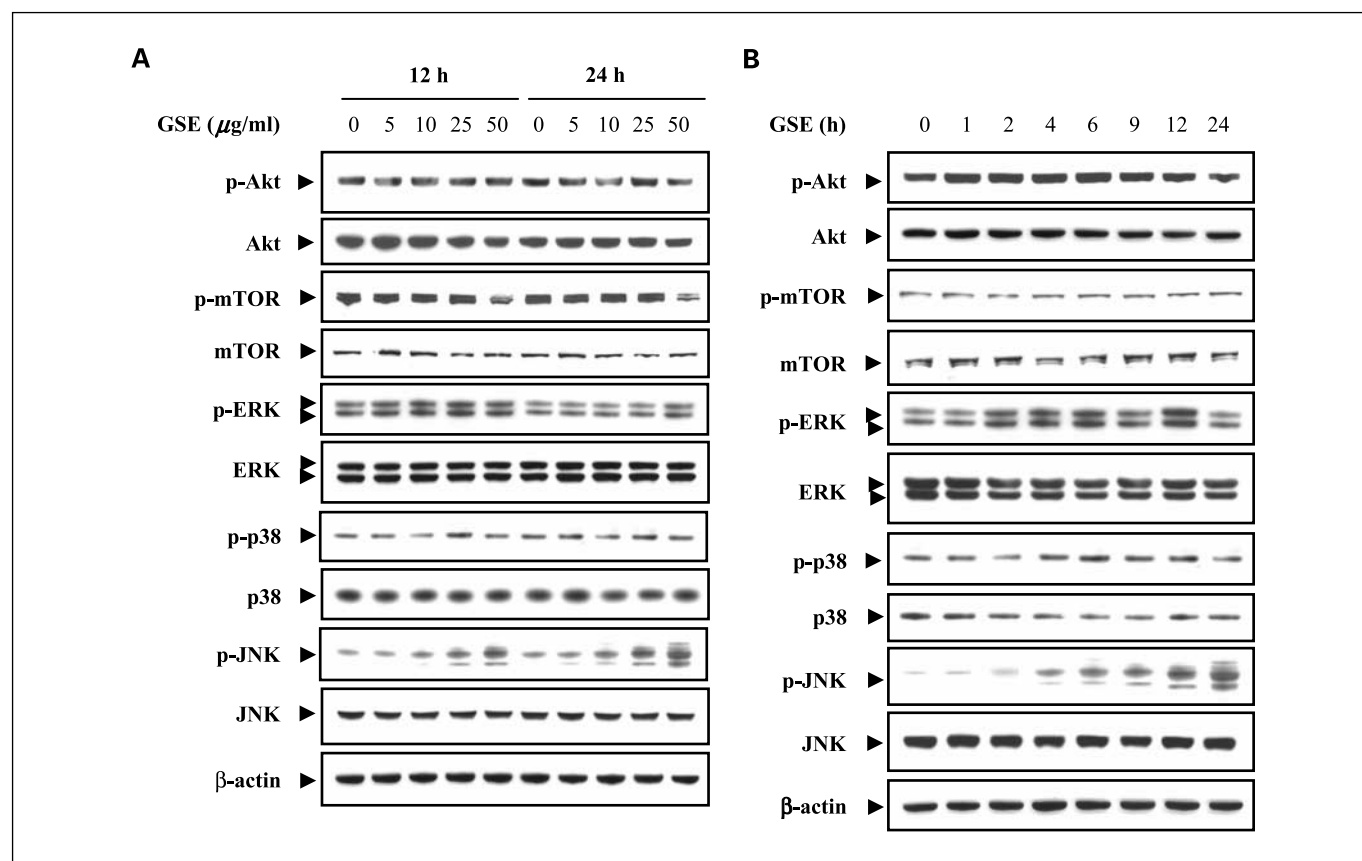 A
12 h 24 h
GSE (μg/ml) 0 5 10 25 50 0 5 10 25 50
p-Akt
Akt
p-mTOR
mTOR
p-ERK
ERK
p-p38
p38
p-JNK
JNK
β-actin
B
GSE (h) 0 1 2 4 6 9 12 24
p-Akt
Akt
p-mTOR
mTOR
p-ERK
ERK
p-p38
p38
p-JNK
JNK
β-actin